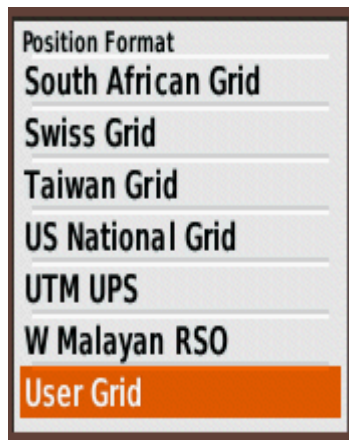 Position Format
South African Grid
Swiss Grid
Taiwan Grid
US National Grid
UTM UPS
W Malayan RSO
User Grid